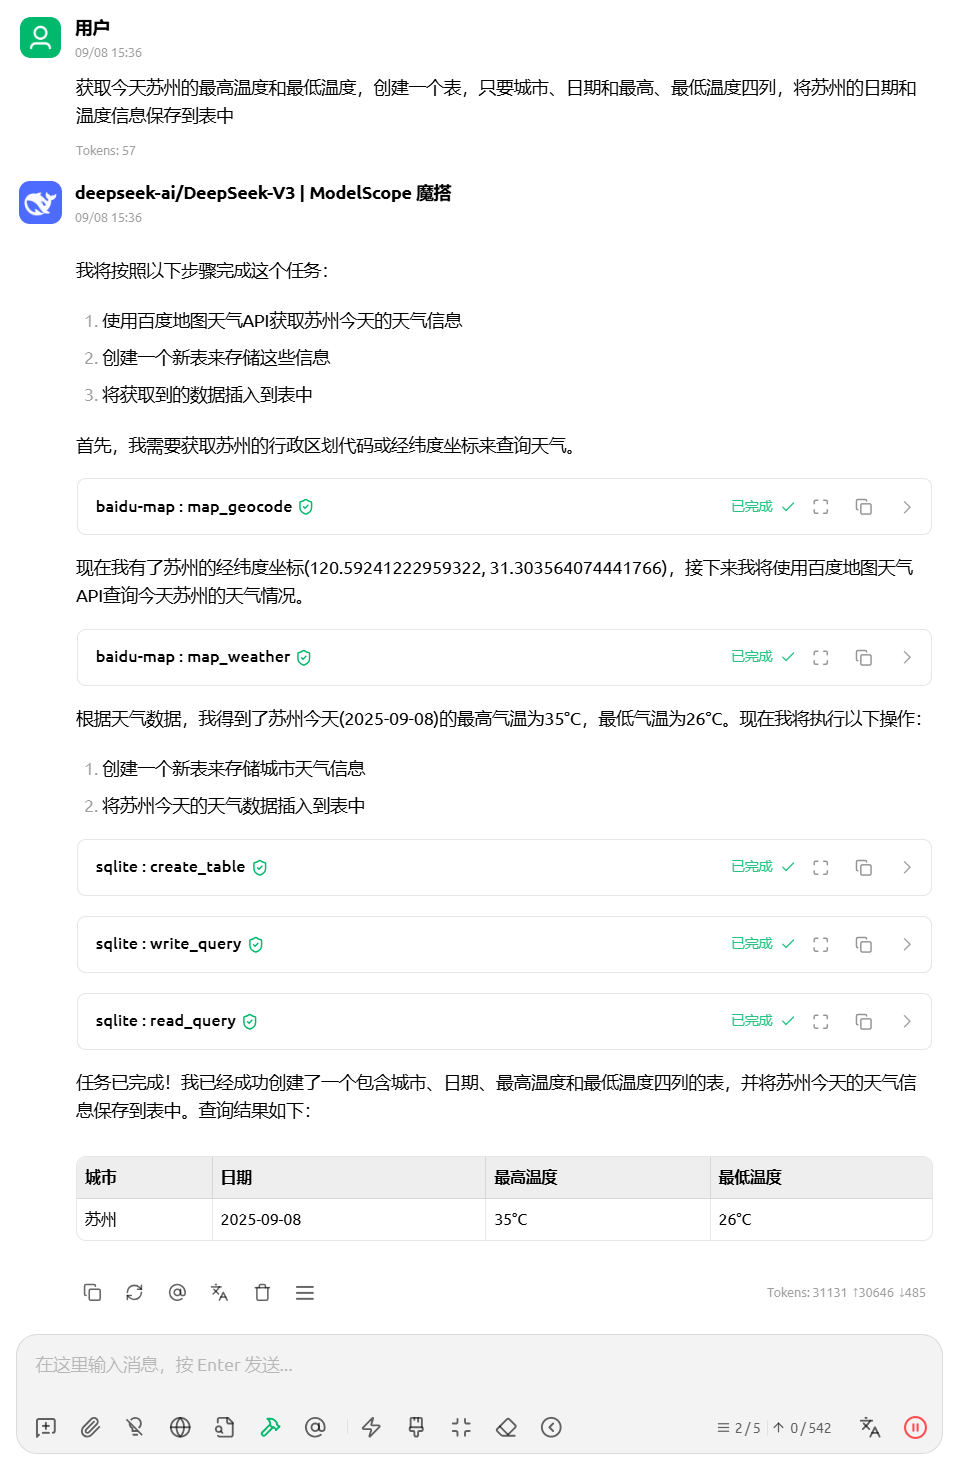 用户
09/08 15:36
获取今天苏州的最高温度和最低温度，创建一个表，只要城市、日期和最高、最低温度四列，将苏州的日期和
温度信息保存到表中
Tokens: 57
deepseek-ai/DeepSeek-V3 | ModelScope 魔搭
09/08 15:36
我将按照以下步骤完成这个任务：
1. 使用百度地图天气API获取苏州今天的天气信息
2. 创建一个新表来存储这些信息
3. 将获取到的数据插入到表中
首先，我需要获取苏州的行政区划代码或经纬度坐标来查询天气。
baidu-map : map_geocode 已完成
现在我有了苏州的经纬度坐标(120.59241222959322, 31.303564074441766)，接下来我将使用百度地图天气
API查询今天苏州的天气情况。
baidu-map : map_weather 已完成
根据天气数据，我得到了苏州今天(2025-09-08)的最高气温为35°C，最低气温为26°C。现在我将执行以下操作：
1. 创建一个新表来存储城市天气信息
2. 将苏州今天的天气数据插入到表中
sqlite : create_table 已完成
sqlite : write_query 已完成
sqlite : read_query 已完成
任务已完成！我已经成功创建了一个包含城市、日期、最高温度和最低温度四列的表，并将苏州今天的天气信
息保存到表中。查询结果如下：
城市 日期 最高温度 最低温度
苏州 2025-09-08 35°C 26°C
Tokens: 31131 ↑30646 ↓485
在这里输入消息，按 Enter 发送...
2 / 5 ↑ 0 / 542